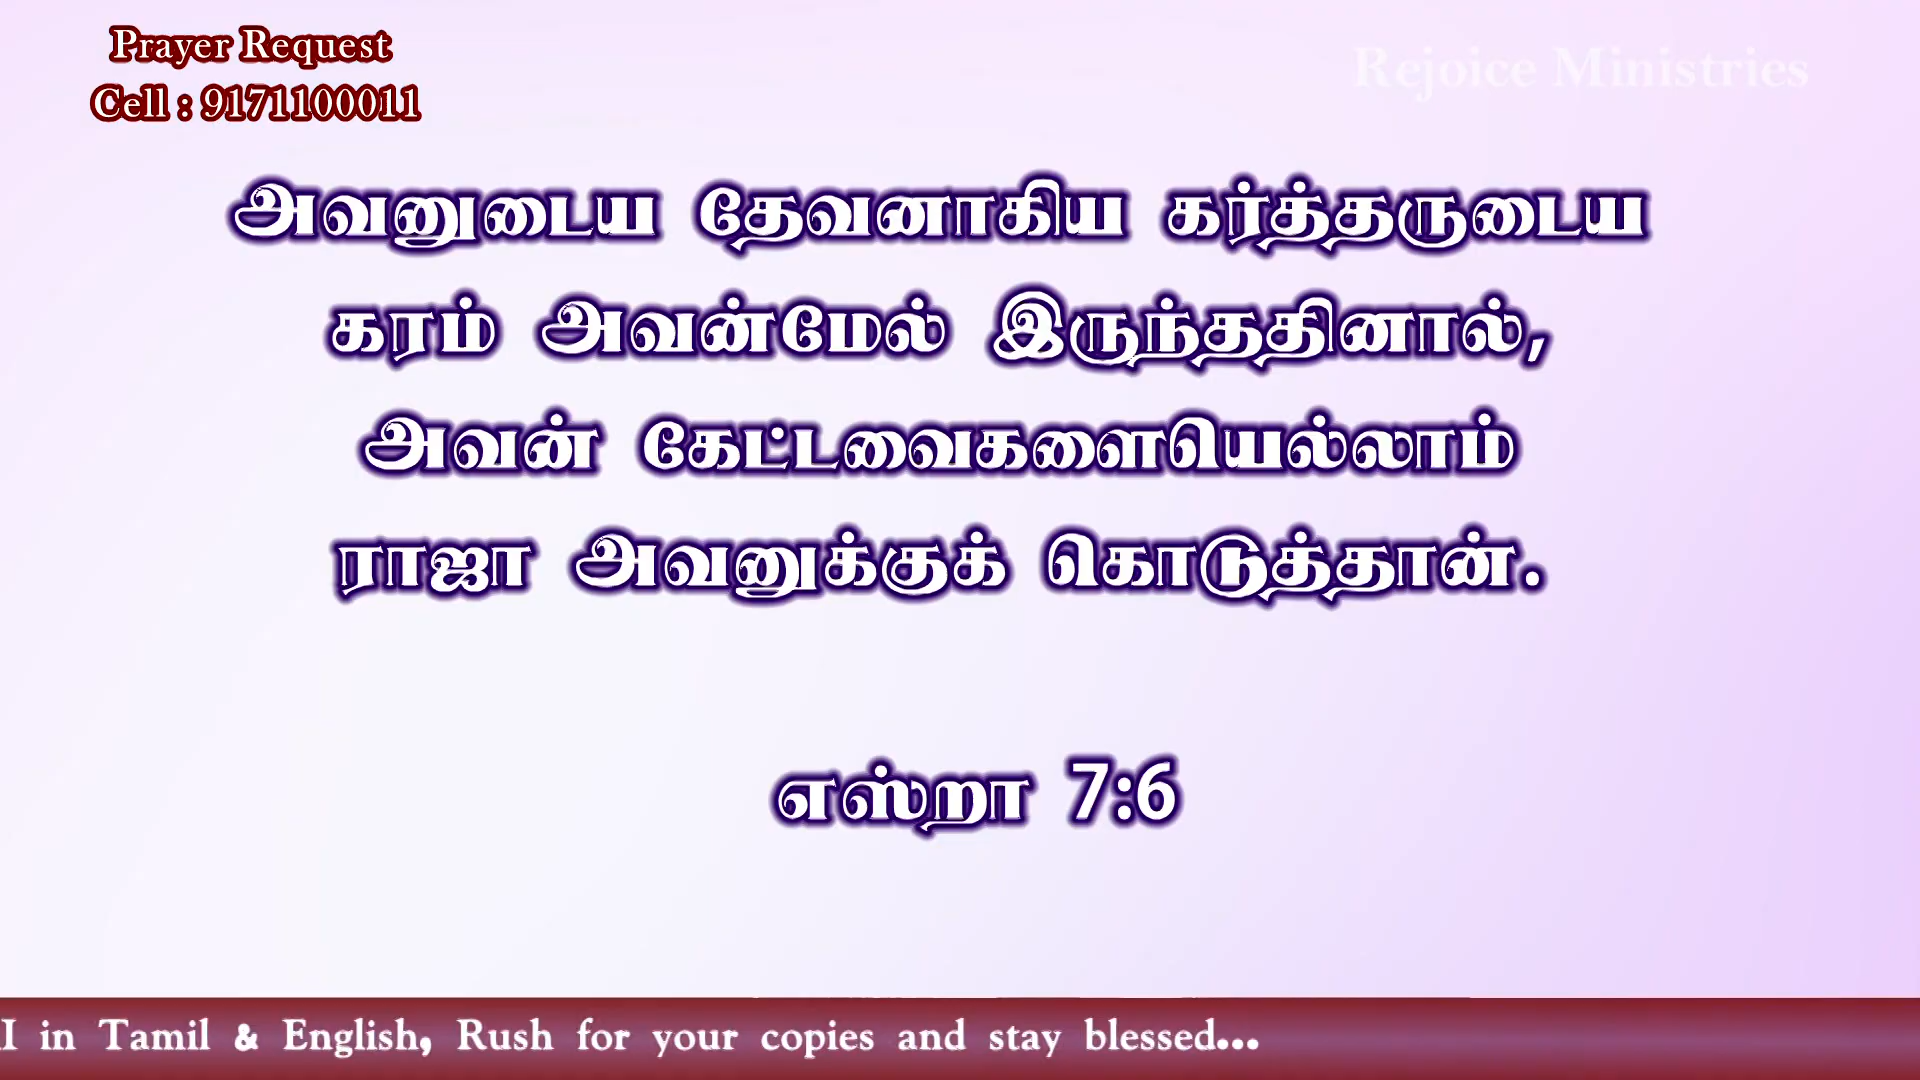 Prayer Request
Cell : 9171100011
Rejoice Ministries
அவனுடைய தேவனாகிய கர்த்தருடைய
கரம் அவன்மேல் இருந்ததினால்,
அவன் கேட்டவைகளையெல்லாம்
ராஜா அவனுக்குக் கொடுத்தான்.
எஸ்றா 7:6
I in Tamil & English, Rush for your copies and stay blessed...